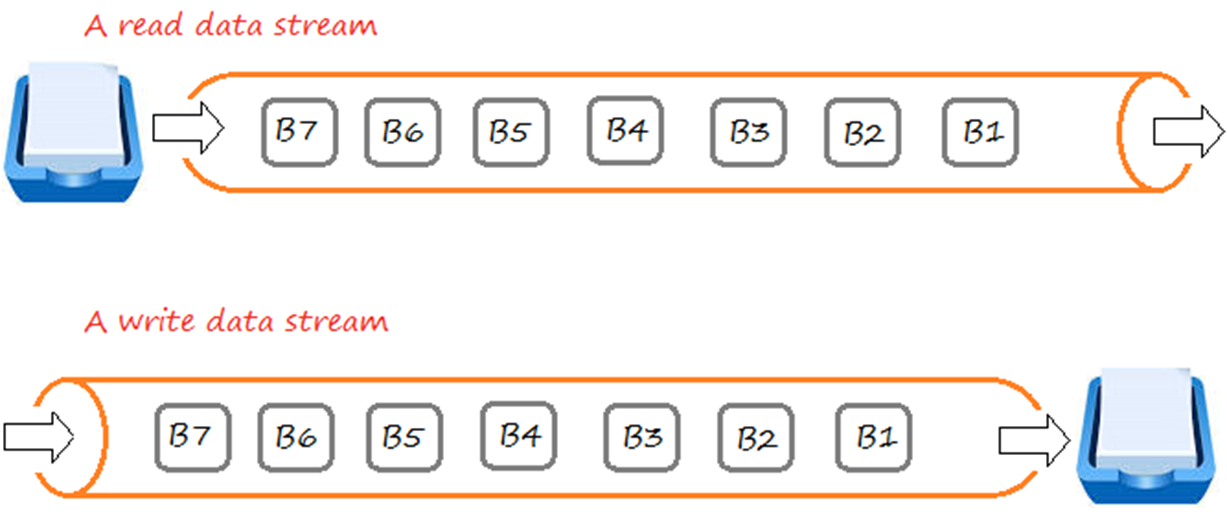 A read data stream
B7 B6 B5 B4 B3 B2 B1
A write data stream
B7 B6 B5 B4 B3 B2 B1